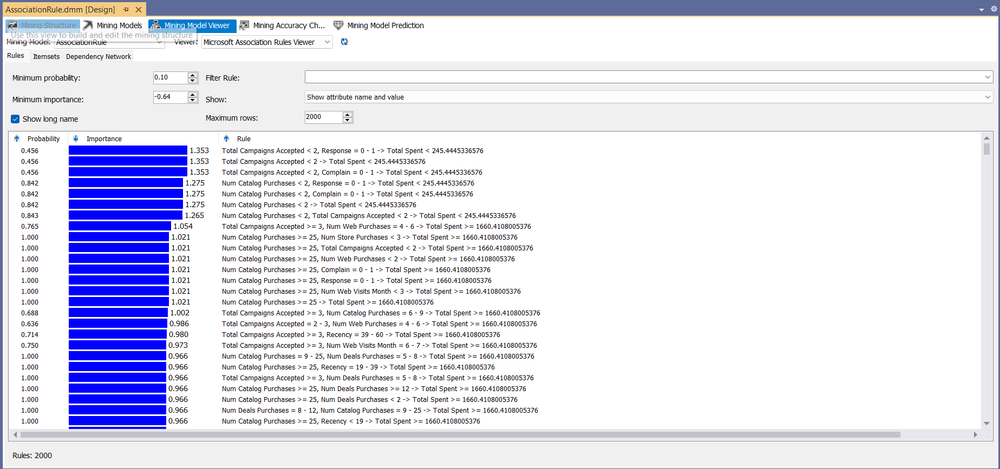 AssociationRule.dmm [Design]
Mining Structure Mining Models Mining Model Viewer Mining Accuracy Ch... Mining Model Prediction
Use this view to build and edit the mining structure
Mining Model: AssociationRule Viewer: Microsoft Association Rules Viewer
Rules Itemsets Dependency Network
Minimum probability: 0.10 Filter Rule:
Minimum importance: -0.64 Show: Show attribute name and value
Show long name Maximum rows: 2000
Probability Importance Rule
0.456 1.353 Total Campaigns Accepted < 2, Response = 0 - 1 -> Total Spent < 245.4445336576
0.456 1.353 Total Campaigns Accepted < 2 -> Total Spent < 245.4445336576
0.456 1.353 Total Campaigns Accepted < 2, Complain = 0 - 1 -> Total Spent < 245.4445336576
0.842 1.275 Num Catalog Purchases < 2, Response = 0 - 1 -> Total Spent < 245.4445336576
0.842 1.275 Num Catalog Purchases < 2, Complain = 0 - 1 -> Total Spent < 245.4445336576
0.842 1.275 Num Catalog Purchases < 2 -> Total Spent < 245.4445336576
0.843 1.265 Num Catalog Purchases < 2, Total Campaigns Accepted < 2 -> Total Spent < 245.4445336576
0.765 1.054 Total Campaigns Accepted >= 3, Num Web Purchases = 4 - 6 -> Total Spent >= 1660.4108005376
1.000 1.021 Num Catalog Purchases >= 25, Num Store Purchases < 3 -> Total Spent >= 1660.4108005376
1.000 1.021 Num Catalog Purchases >= 25, Total Campaigns Accepted < 2 -> Total Spent >= 1660.4108005376
1.000 1.021 Num Catalog Purchases >= 25, Num Web Purchases < 2 -> Total Spent >= 1660.4108005376
1.000 1.021 Num Catalog Purchases >= 25, Complain = 0 - 1 -> Total Spent >= 1660.4108005376
1.000 1.021 Num Catalog Purchases >= 25, Response = 0 - 1 -> Total Spent >= 1660.4108005376
1.000 1.021 Num Catalog Purchases >= 25, Num Web Visits Month < 3 -> Total Spent >= 1660.4108005376
1.000 1.021 Num Catalog Purchases >= 25 -> Total Spent >= 1660.4108005376
0.688 1.002 Total Campaigns Accepted >= 3, Num Catalog Purchases = 6 - 9 -> Total Spent >= 1660.4108005376
0.636 0.986 Total Campaigns Accepted = 2 - 3, Num Web Purchases = 4 - 6 -> Total Spent >= 1660.4108005376
0.714 0.980 Total Campaigns Accepted >= 3, Recency = 39 - 60 -> Total Spent >= 1660.4108005376
0.750 0.973 Total Campaigns Accepted >= 3, Num Web Visits Month = 6 - 7 -> Total Spent >= 1660.4108005376
1.000 0.966 Num Catalog Purchases = 9 - 25, Num Deals Purchases = 5 - 8 -> Total Spent >= 1660.4108005376
1.000 0.966 Num Catalog Purchases >= 25, Recency = 19 - 39 -> Total Spent >= 1660.4108005376
1.000 0.966 Total Campaigns Accepted >= 3, Num Deals Purchases = 5 - 8 -> Total Spent >= 1660.4108005376
1.000 0.966 Num Catalog Purchases >= 25, Num Deals Purchases >= 12 -> Total Spent >= 1660.4108005376
1.000 0.966 Num Catalog Purchases >= 25, Num Deals Purchases < 2 -> Total Spent >= 1660.4108005376
1.000 0.966 Num Deals Purchases = 8 - 12, Num Catalog Purchases = 9 - 25 -> Total Spent >= 1660.4108005376
1.000 0.966 Num Catalog Purchases >= 25, Recency < 19 -> Total Spent >= 1660.4108005376
Rules: 2000